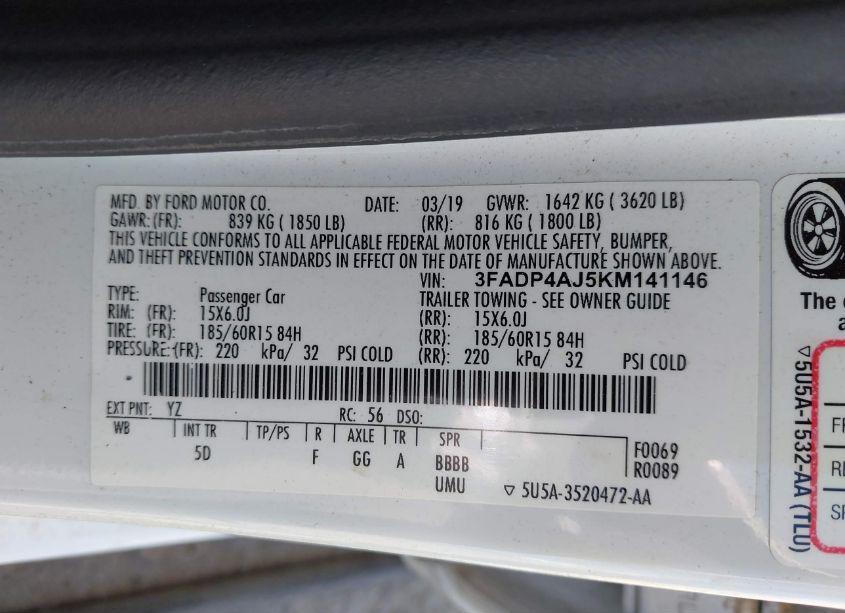 MFD. BY FORD MOTOR CO. DATE: 03/19 GVWR: 1642 KG ( 3620 LB)
GAWR:(FR): 839 KG ( 1850 LB) (RR): 816 KG ( 1800 LB)
THIS VEHICLE CONFORMS TO ALL APPLICABLE FEDERAL MOTOR VEHICLE SAFETY, BUMPER,
AND THEFT PREVENTION STANDARDS IN EFFECT ON THE DATE OF MANUFACTURE SHOWN ABOVE.
VIN: 3FADP4AJ5KM141146
TYPE: Passenger Car TRAILER TOWING - SEE OWNER GUIDE
RIM: (FR): 15X6.0J (RR): 15X6.0J
TIRE: (FR): 185/60R15 84H (RR): 185/60R15 84H
PRESSURE:(FR): 220 kPa/ 32 PSI COLD (RR): 220 kPa/ 32 PSI COLD
EXT PNT: YZ RC: 56 DSO:
WB INT TR TP/PS R AXLE TR SPR
5D F GG A BBBB
UMU
F0069
R0089
▽ 5U5A-3520472-AA
The
a
▽ 5U5A-1532-AA (TLU)